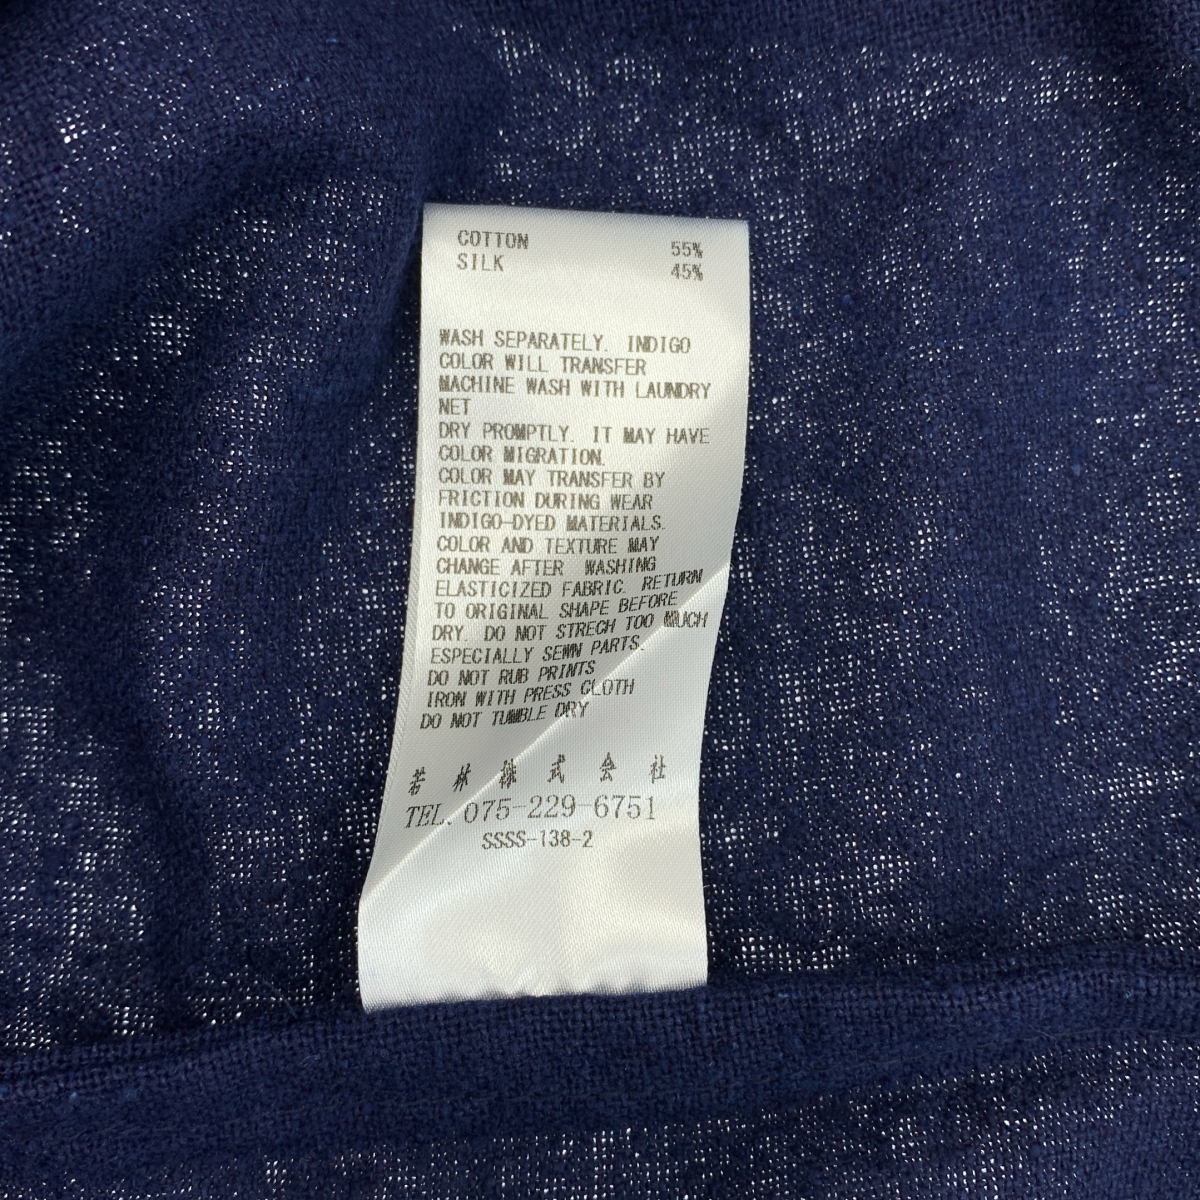 COTTON 55%
SILK 45%
WASH SEPARATELY. INDIGO
COLOR WILL TRANSFER
MACHINE WASH WITH LAUNDRY
NET
DRY PROMPTLY. IT MAY HAVE
COLOR MIGRATION.
COLOR MAY TRANSFER BY
FRICTION DURING WEAR
INDIGO-DYED MATERIALS.
COLOR AND TEXTURE MAY
CHANGE AFTER WASHING
ELASTICIZED FABRIC. RETURN
TO ORIGINAL SHAPE BEFORE
DRY. DO NOT STRECH TOO MUCH
ESPECIALLY SEWN PARTS.
DO NOT RUB PRINTS
IRON WITH PRESS CLOTH
DO NOT TUMBLE DRY
若林株式会社
TEL. 075-229-6751
SSSS-138-2